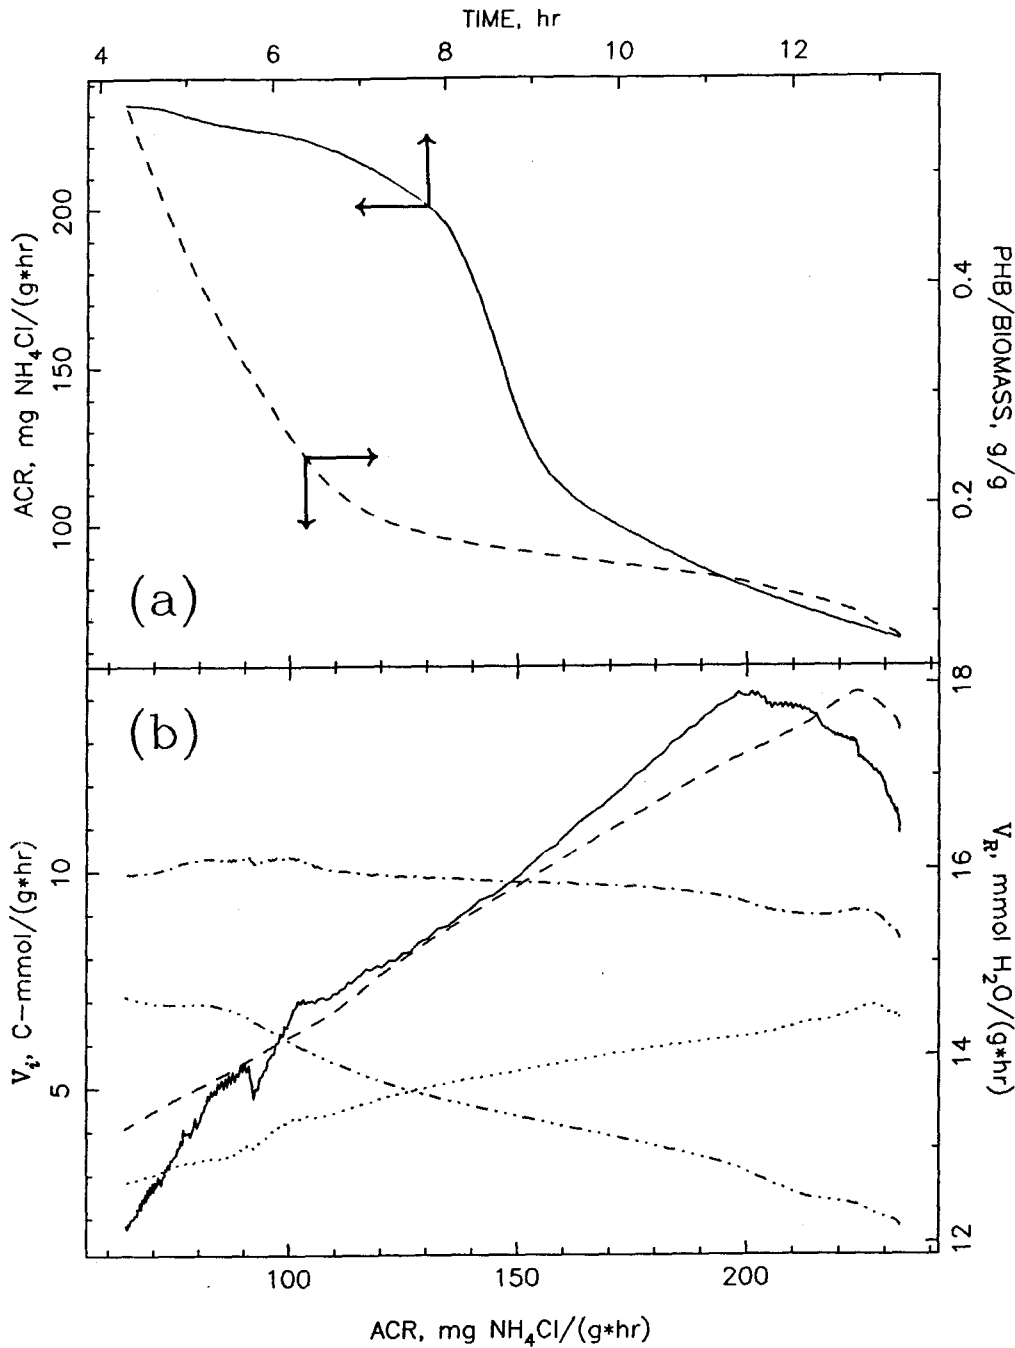 TIME, hr
4 6 8 10 12
ACR, mg NH₄Cl/(g*hr)
200
150
100
PHB/BIOMASS, g/g
0.4
0.2
(a)
(b)
Vᵢ, C-mmol/(g*hr)
10
5
V_R, mmol H₂O/(g*hr)
18
16
14
12
100 150 200
ACR, mg NH₄Cl/(g*hr)